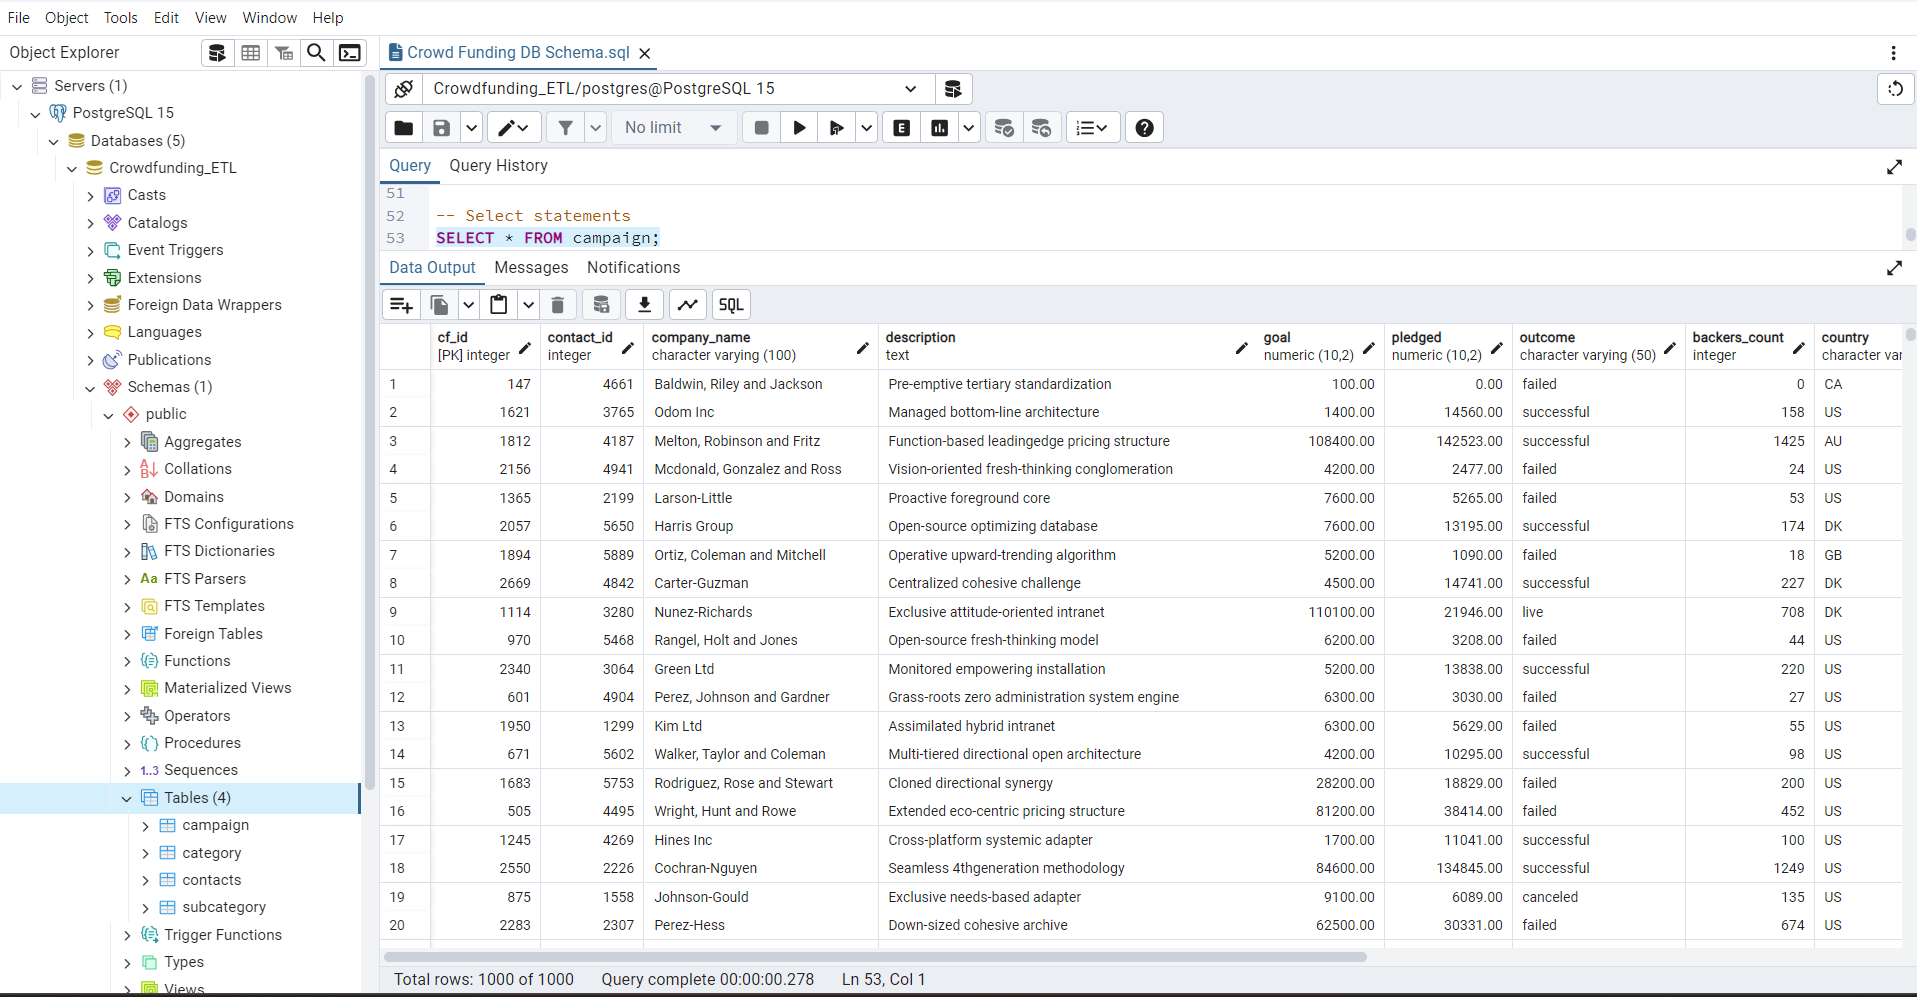 File Object Tools Edit View Window Help
Object Explorer
Servers (1)
PostgreSQL 15
Databases (5)
Crowdfunding_ETL
Casts
Catalogs
Event Triggers
Extensions
Foreign Data Wrappers
Languages
Publications
Schemas (1)
public
Aggregates
Collations
Domains
FTS Configurations
FTS Dictionaries
Aa FTS Parsers
FTS Templates
Foreign Tables
Functions
Materialized Views
Operators
Procedures
1..3 Sequences
Tables (4)
campaign
category
contacts
subcategory
Trigger Functions
Types
Views
Crowd Funding DB Schema.sql
Crowdfunding_ETL/postgres@PostgreSQL 15
No limit E
Query Query History
51
52 -- Select statements
53 SELECT * FROM campaign;
Data Output Messages Notifications
SQL
cf_id contact_id company_name description goal pledged outcome backers_count country
[PK] integer integer character varying (100) text numeric (10,2) numeric (10,2) character varying (50) integer character var
1 147 4661 Baldwin, Riley and Jackson Pre-emptive tertiary standardization 100.00 0.00 failed 0 CA
2 1621 3765 Odom Inc Managed bottom-line architecture 1400.00 14560.00 successful 158 US
3 1812 4187 Melton, Robinson and Fritz Function-based leadingedge pricing structure 108400.00 142523.00 successful 1425 AU
4 2156 4941 Mcdonald, Gonzalez and Ross Vision-oriented fresh-thinking conglomeration 4200.00 2477.00 failed 24 US
5 1365 2199 Larson-Little Proactive foreground core 7600.00 5265.00 failed 53 US
6 2057 5650 Harris Group Open-source optimizing database 7600.00 13195.00 successful 174 DK
7 1894 5889 Ortiz, Coleman and Mitchell Operative upward-trending algorithm 5200.00 1090.00 failed 18 GB
8 2669 4842 Carter-Guzman Centralized cohesive challenge 4500.00 14741.00 successful 227 DK
9 1114 3280 Nunez-Richards Exclusive attitude-oriented intranet 110100.00 21946.00 live 708 DK
10 970 5468 Rangel, Holt and Jones Open-source fresh-thinking model 6200.00 3208.00 failed 44 US
11 2340 3064 Green Ltd Monitored empowering installation 5200.00 13838.00 successful 220 US
12 601 4904 Perez, Johnson and Gardner Grass-roots zero administration system engine 6300.00 3030.00 failed 27 US
13 1950 1299 Kim Ltd Assimilated hybrid intranet 6300.00 5629.00 failed 55 US
14 671 5602 Walker, Taylor and Coleman Multi-tiered directional open architecture 4200.00 10295.00 successful 98 US
15 1683 5753 Rodriguez, Rose and Stewart Cloned directional synergy 28200.00 18829.00 failed 200 US
16 505 4495 Wright, Hunt and Rowe Extended eco-centric pricing structure 81200.00 38414.00 failed 452 US
17 1245 4269 Hines Inc Cross-platform systemic adapter 1700.00 11041.00 successful 100 US
18 2550 2226 Cochran-Nguyen Seamless 4thgeneration methodology 84600.00 134845.00 successful 1249 US
19 875 1558 Johnson-Gould Exclusive needs-based adapter 9100.00 6089.00 canceled 135 US
20 2283 2307 Perez-Hess Down-sized cohesive archive 62500.00 30331.00 failed 674 US
Total rows: 1000 of 1000 Query complete 00:00:00.278 Ln 53, Col 1